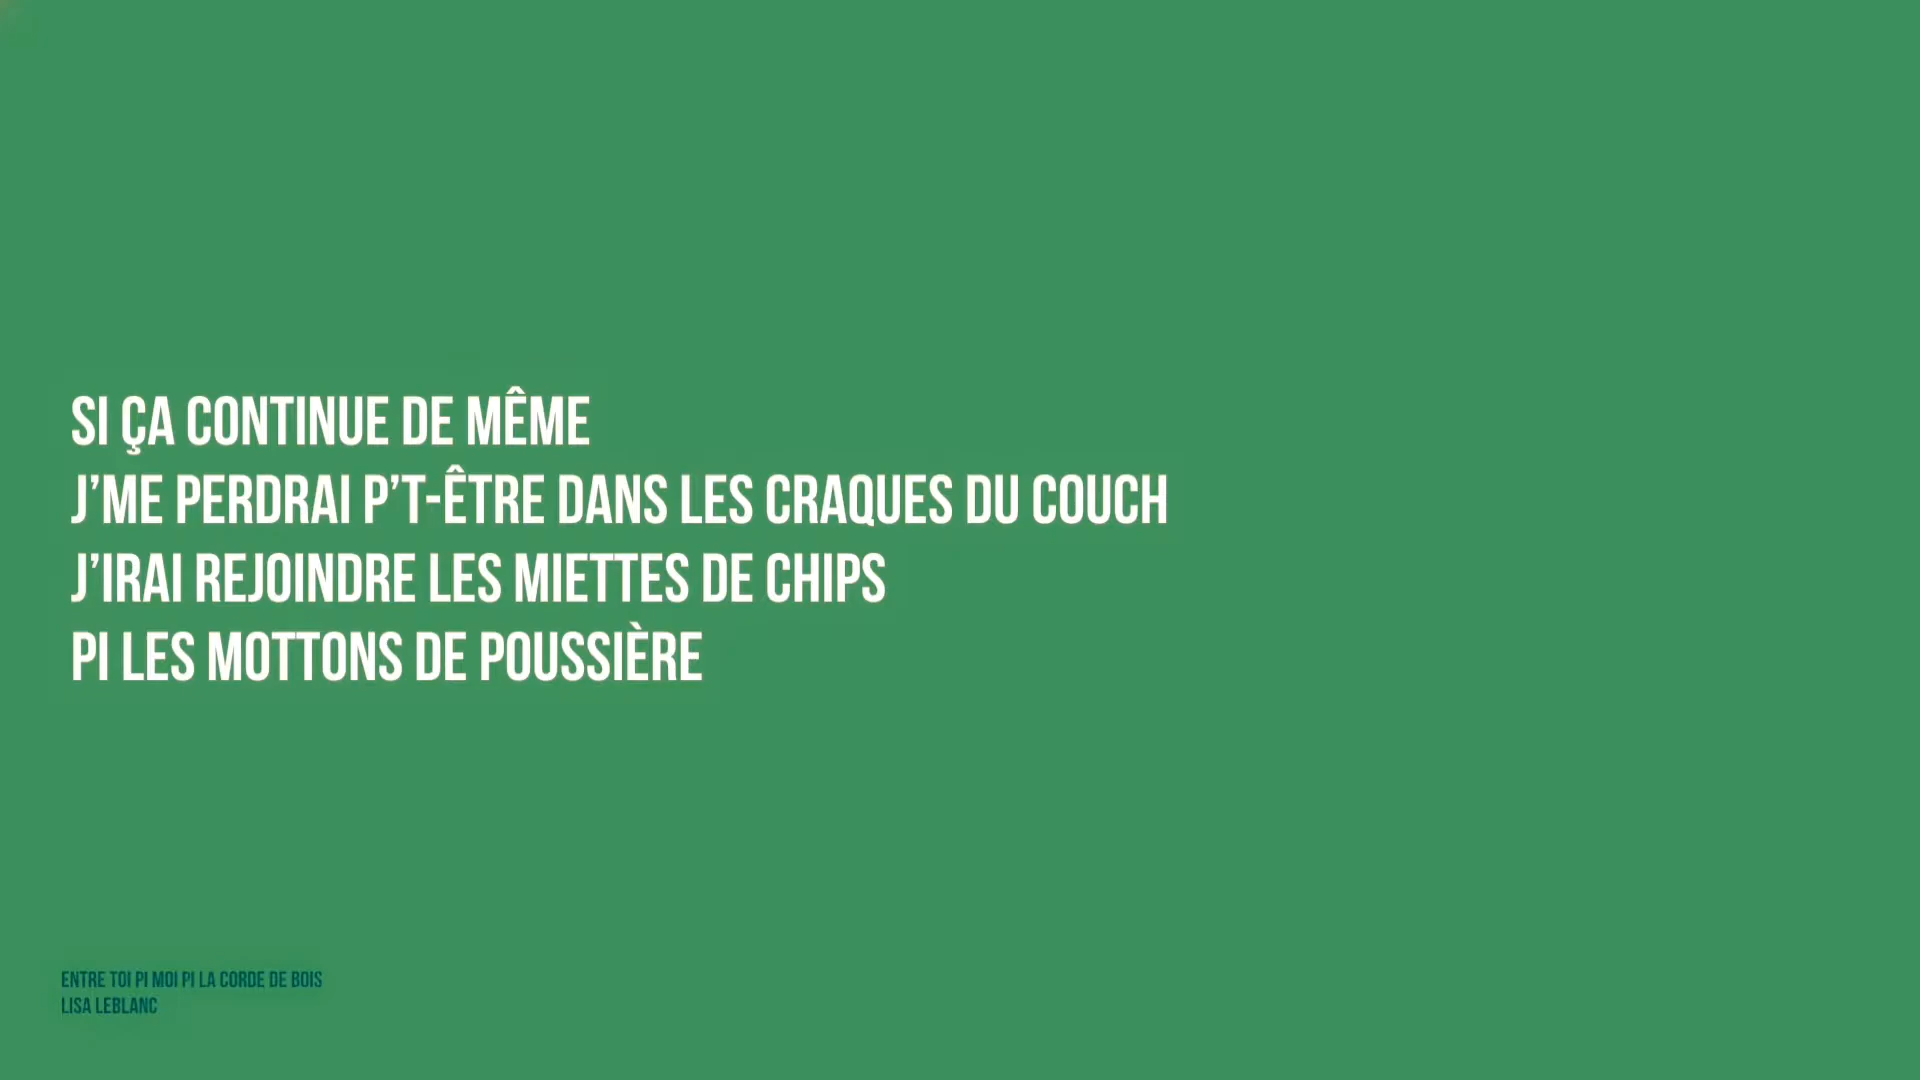 SI ÇA CONTINUE DE MÊME
J’ME PERDRAI P’T-ÊTRE DANS LES CRAQUES DU COUCH
J’IRAI REJOINDRE LES MIETTES DE CHIPS
PI LES MOTTONS DE POUSSIÈRE
ENTRE TOI PI MOI PI LA CORDE DE BOIS
LISA LEBLANC